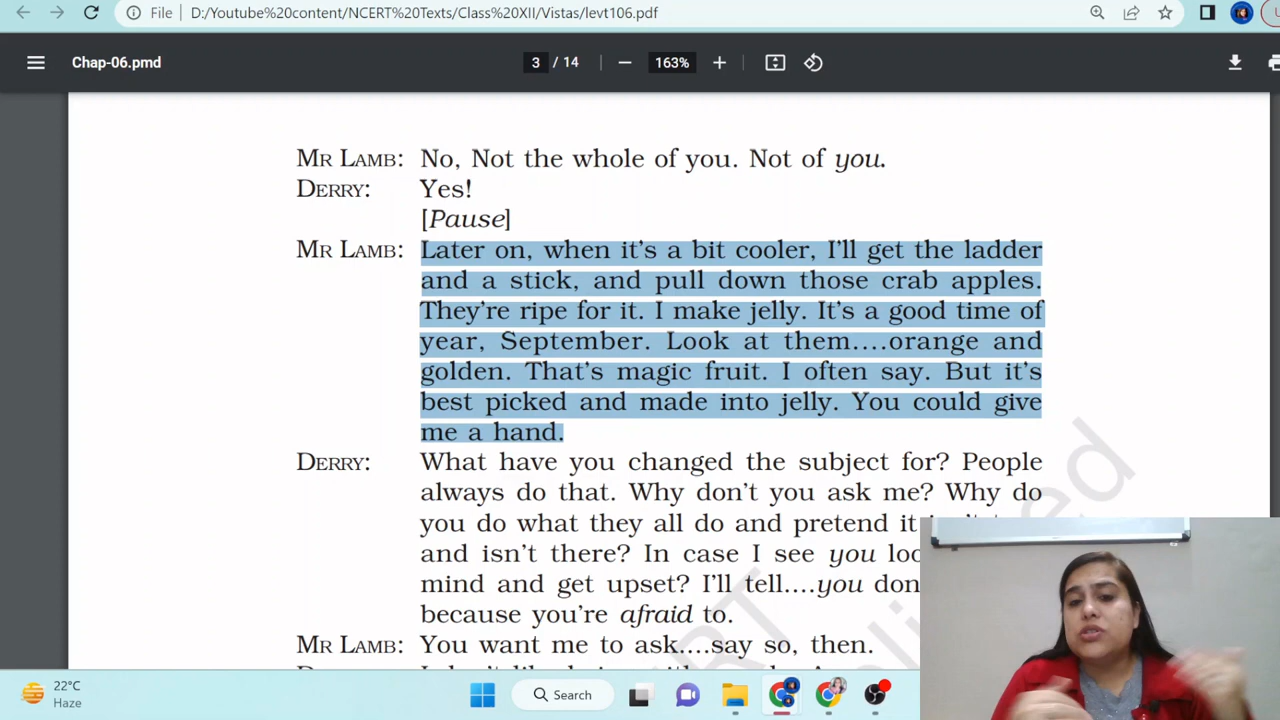 File | D:/Youtube%20content/NCERT%20Texts/Class%20XII/Vistas/levt106.pdf
Chap-06.pmd
3 / 14
163%
MR LAMB: No, Not the whole of you. Not of you.
DERRY: Yes!
[Pause]
MR LAMB: Later on, when it's a bit cooler, I'll get the ladder
and a stick, and pull down those crab apples.
They're ripe for it. I make jelly. It's a good time of
year, September. Look at them....orange and
golden. That's magic fruit. I often say. But it's
best picked and made into jelly. You could give
me a hand.
DERRY: What have you changed the subject for? People
always do that. Why don't you ask me? Why do
you do what they all do and pretend it
and isn't there? In case I see you
mind and get upset? I'll tell....you
because you're afraid to.
MR LAMB: You want me to ask....say so, then.
22°C
Haze
Search